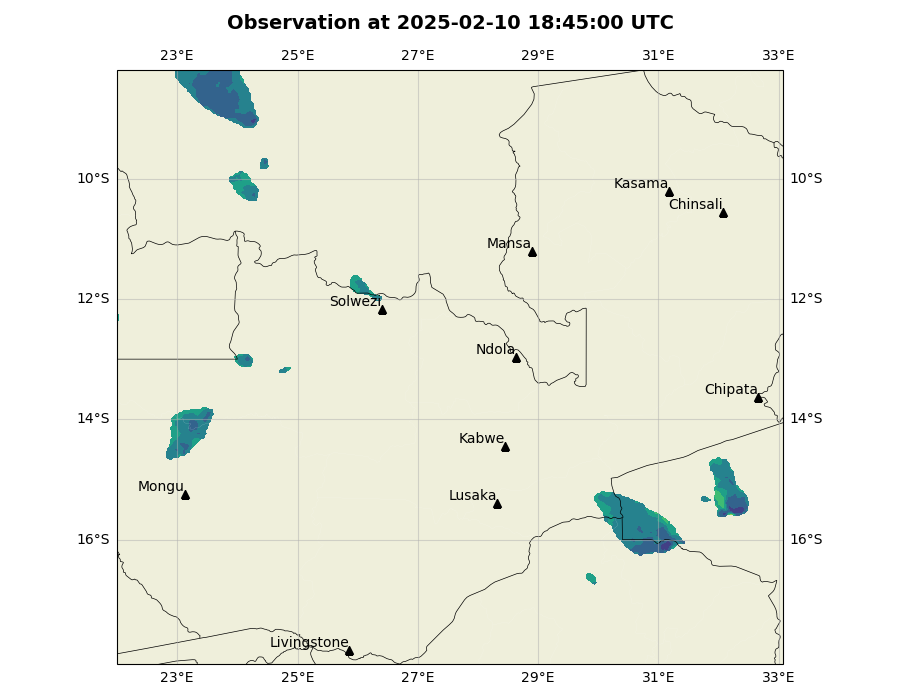 Observation at 2025-02-10 18:45:00 UTC
23°E 25°E 27°E 29°E 31°E 33°E
10°S 10°S
Kasama
Chinsali
Mansa
12°S 12°S
Solwezi
Ndola
Chipata
14°S 14°S
Kabwe
Mongu
Lusaka
16°S 16°S
Livingstone
23°E 25°E 27°E 29°E 31°E 33°E